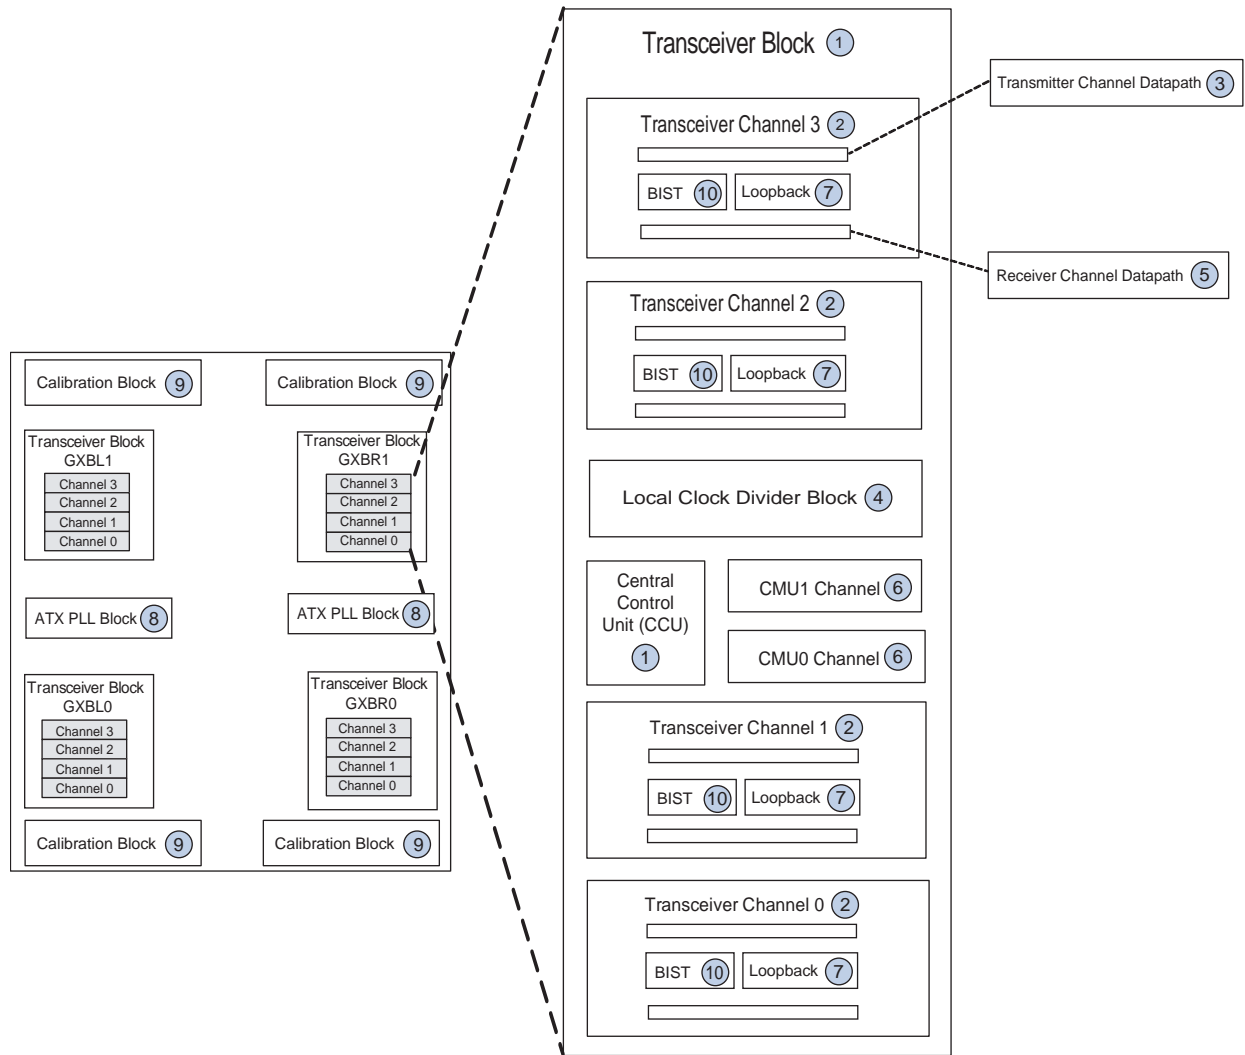 Transceiver Block 1
Transmitter Channel Datapath 3
Transceiver Channel 3 2
BIST 10 Loopback 7
Receiver Channel Datapath 5
Transceiver Channel 2 2
BIST 10 Loopback 7
Local Clock Divider Block 4
Central
Control
Unit (CCU)
1
CMU1 Channel 6
CMU0 Channel 6
Transceiver Channel 1 2
BIST 10 Loopback 7
Transceiver Channel 0 2
BIST 10 Loopback 7
Calibration Block 9
Calibration Block 9
Transceiver Block
GXBL1
Channel 3
Channel 2
Channel 1
Channel 0
Transceiver Block
GXBR1
Channel 3
Channel 2
Channel 1
Channel 0
ATX PLL Block 8
ATX PLL Block 8
Transceiver Block
GXBL0
Channel 3
Channel 2
Channel 1
Channel 0
Transceiver Block
GXBR0
Channel 3
Channel 2
Channel 1
Channel 0
Calibration Block 9
Calibration Block 9